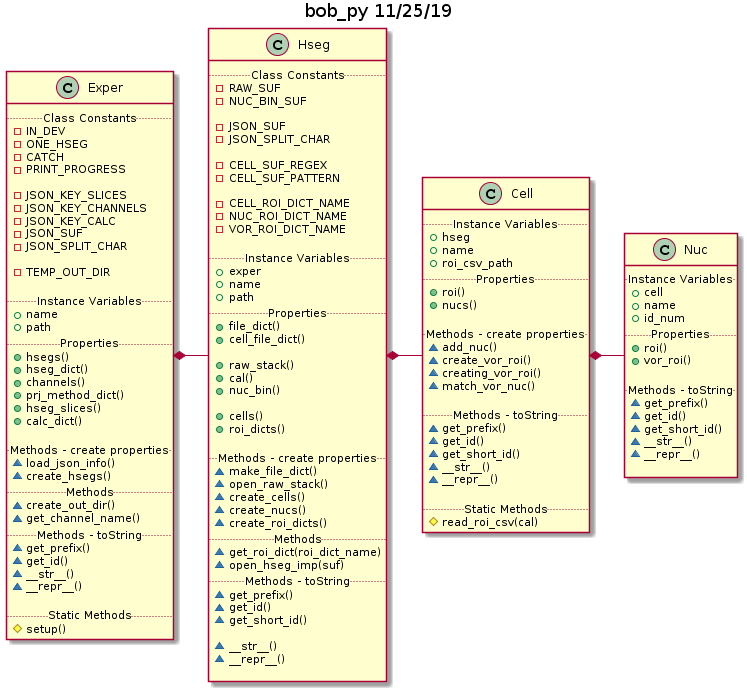 bob_py 11/25/19
C Exper
Class Constants
IN_DEV
ONE_HSEG
CATCH
PRINT_PROGRESS
JSON_KEY_SLICES
JSON_KEY_CHANNELS
JSON_KEY_CALC
JSON_SUF
JSON_SPLIT_CHAR
TEMP_OUT_DIR
Instance Variables
name
path
Properties
hsegs()
hseg_dict()
channels()
prj_method_dict()
hseg_slices()
calc_dict()
Methods - create properties
load_json_info()
create_hsegs()
Methods
create_out_dir()
get_channel_name()
Methods - toString
get_prefix()
get_id()
__str__()
__repr__()
Static Methods
setup()
C Hseg
Class Constants
RAW_SUF
NUC_BIN_SUF
JSON_SUF
JSON_SPLIT_CHAR
CELL_SUF_REGEX
CELL_SUF_PATTERN
CELL_ROI_DICT_NAME
NUC_ROI_DICT_NAME
VOR_ROI_DICT_NAME
Instance Variables
exper
name
path
Properties
file_dict()
cell_file_dict()
raw_stack()
cal()
nuc_bin()
cells()
roi_dicts()
Methods - create properties
make_file_dict()
open_raw_stack()
create_cells()
create_nucs()
create_roi_dicts()
Methods
get_roi_dict(roi_dict_name)
open_hseg_imp(suf)
Methods - toString
get_prefix()
get_id()
get_short_id()
__str__()
__repr__()
C Cell
Instance Variables
hseg
name
roi_csv_path
Properties
roi()
nucs()
Methods - create properties
add_nuc()
create_vor_roi()
creating_vor_roi()
match_vor_nuc()
Methods - toString
get_prefix()
get_id()
get_short_id()
__str__()
__repr__()
Static Methods
read_roi_csv(cal)
C Nuc
Instance Variables
cell
name
id_num
Properties
roi()
vor_roi()
Methods - toString
get_prefix()
get_id()
get_short_id()
__str__()
__repr__()